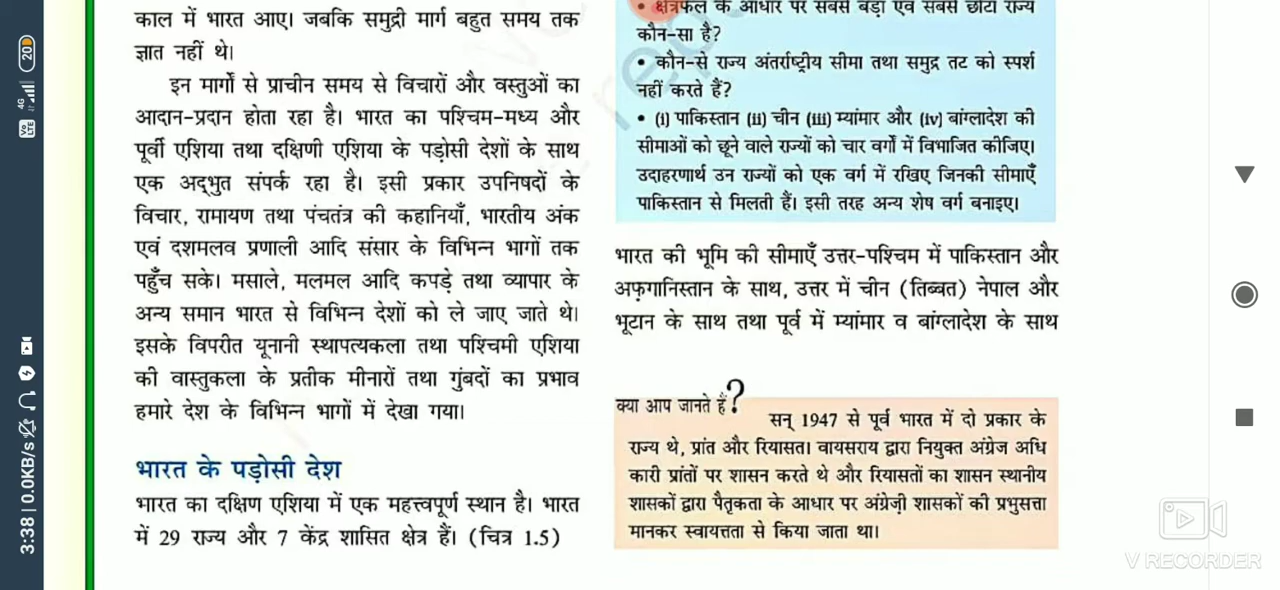 काल में भारत आए। जबकि समुद्री मार्ग बहुत समय तक
ज्ञात नहीं थे।
इन मार्गों से प्राचीन समय से विचारों और वस्तुओं का
आदान-प्रदान होता रहा है। भारत का पश्चिम-मध्य और
पूर्वी एशिया तथा दक्षिणी एशिया के पड़ोसी देशों के साथ
एक अद्भुत संपर्क रहा है। इसी प्रकार उपनिषदों के
विचार, रामायण तथा पंचतंत्र की कहानियाँ, भारतीय अंक
एवं दशमलव प्रणाली आदि संसार के विभिन्न भागों तक
पहुँच सके। मसाले, मलमल आदि कपड़े तथा व्यापार के
अन्य समान भारत से विभिन्न देशों को ले जाए जाते थे।
इसके विपरीत यूनानी स्थापत्यकला तथा पश्चिमी एशिया
की वास्तुकला के प्रतीक मीनारों तथा गुंबदों का प्रभाव
हमारे देश के विभिन्न भागों में देखा गया।
भारत के पड़ोसी देश
भारत का दक्षिण एशिया में एक महत्त्वपूर्ण स्थान है। भारत
में 29 राज्य और 7 केंद्र शासित क्षेत्र हैं। (चित्र 1.5)
• क्षेत्रफल के आधार पर सबसे बड़ा एवं सबसे छोटा राज्य
कौन-सा है?
• कौन-से राज्य अंतर्राष्ट्रीय सीमा तथा समुद्र तट को स्पर्श
नहीं करते हैं?
• (i) पाकिस्तान (ii) चीन (iii) म्यांमार और (iv) बांग्लादेश की
सीमाओं को छूने वाले राज्यों को चार वर्गों में विभाजित कीजिए।
उदाहरणार्थ उन राज्यों को एक वर्ग में रखिए जिनकी सीमाएँ
पाकिस्तान से मिलती हैं। इसी तरह अन्य शेष वर्ग बनाइए।
भारत की भूमि की सीमाएँ उत्तर-पश्चिम में पाकिस्तान और
अफ़गानिस्तान के साथ, उत्तर में चीन (तिब्बत) नेपाल और
भूटान के साथ तथा पूर्व में म्यांमार व बांग्लादेश के साथ
क्या आप जानते हैं?
सन् 1947 से पूर्व भारत में दो प्रकार के
राज्य थे, प्रांत और रियासत। वायसराय द्वारा नियुक्त अंग्रेज अधि
कारी प्रांतों पर शासन करते थे और रियासतों का शासन स्थानीय
शासकों द्वारा पैतृकता के आधार पर अंग्रेज़ी शासकों की प्रभुसत्ता
मानकर स्वायत्तता से किया जाता था।
3:38 | 0.0KB/s
4G
Vo LTE
20
V RECORDER